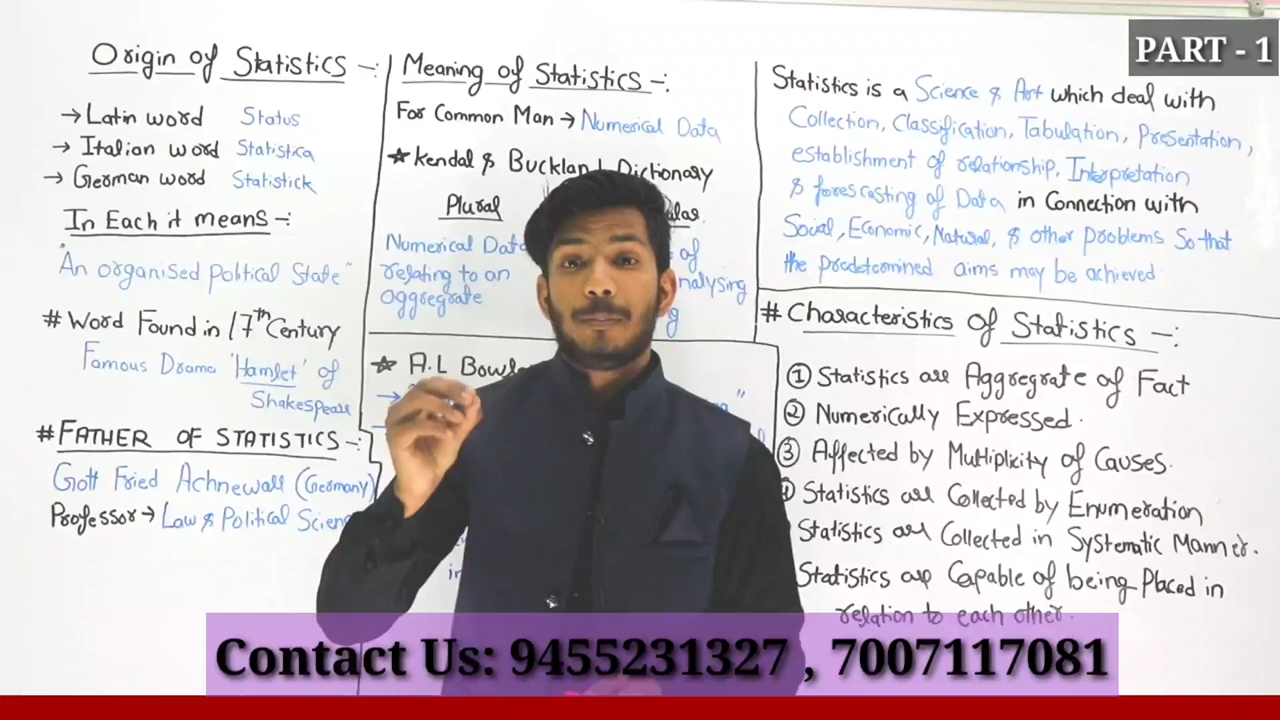 PART - 1
Origin of Statistics -:
→ Latin word Status
→ Italian word Statistica
→ German word Statistick
In Each it means -:
"An organised Political State"
# Word Found in 17th Century
Famous Drama 'Hamlet' of
Shakespeare
# FATHER OF STATISTICS -:
Gott Fried Achnewall (Germany)
Professor → Law & Political Scien
Meaning of Statistics -:
For Common Man → Numerical Data
★ Kendal & Buckland Dictionary
Plural
Numerical Data of
relating to an nalysing
aggregrate
★ A.L
Statistics is a Science & Art which deal with
Collection, Classification, Tabulation, Presentation,
establishment of relationship, Interpretation
& forescasting of Data in Connection with
Social, Economic, Natural, & other problems So that
the predetermined aims may be achieved
# Characteristics of Statistics -:
① Statistics are Aggregrate of Fact
② Numerically Expressed.
③ Affected by Multiplicity of Causes.
Statistics are Collected by Enumeration
Statistics are Collected in Systematic Manner.
Statistics are Capable of being Placed in
relation to each other.
Contact Us: 9455231327 , 7007117081